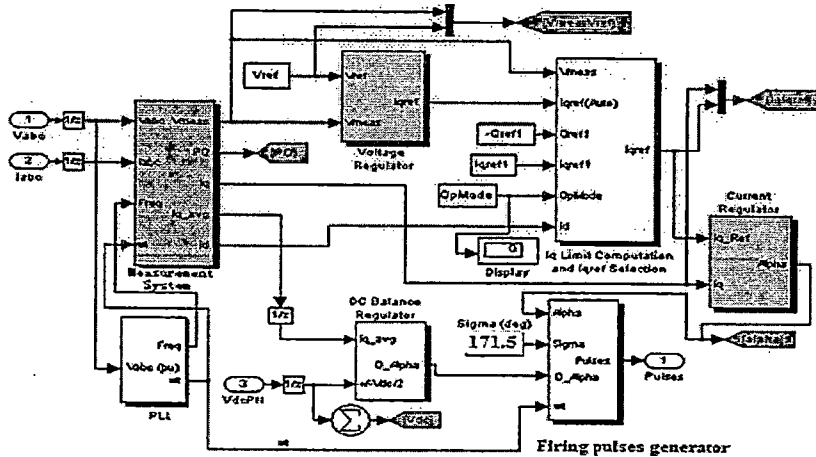 Vref
Vref
Vmeas
Iqref
Voltage
Regulator
1
Vabc
1/z
2
Iabc
1/z
Vabc
Vmeas
Iq
Freq
Iq_avg
wt
Id
Measurement
System
Vmeas
Iqref(Auto)
-Qref1
Qref1
Iqref1
Iqref1
OpMode
OpMode
Id
Iqref
0
Display
Iq Limit Computation
and Iqref Selection
Current
Regulator
Iq_Ref
Alpha
Iq
1/z
DC Balance
Regulator
Iq_avg
D_Alpha
+/-Vdc/2
Sigma (deg)
171.5
Alpha
Sigma
Pulses
D_Alpha
wt
1
Pulses
Freq
Vabc (pu)
wt
PLL
3
VdcPN
1/z
Σ
wt
Firing pulses generator